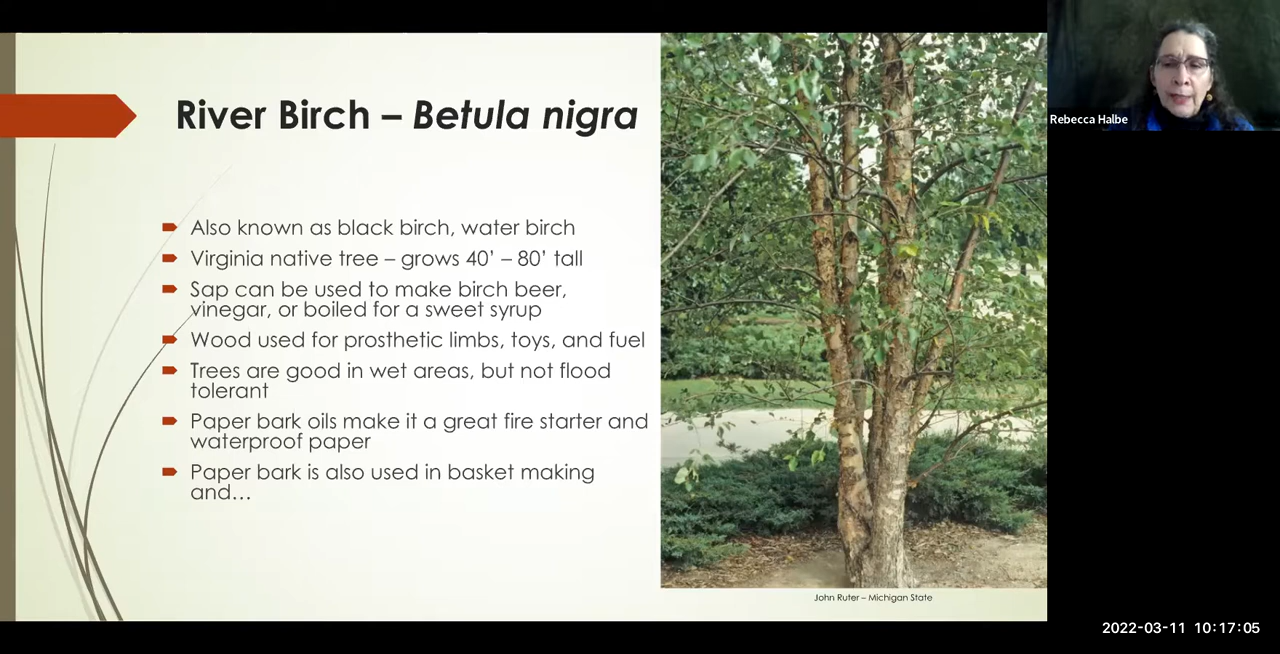 River Birch – Betula nigra
Also known as black birch, water birch
Virginia native tree – grows 40' – 80' tall
Sap can be used to make birch beer,
vinegar, or boiled for a sweet syrup
Wood used for prosthetic limbs, toys, and fuel
Trees are good in wet areas, but not flood
tolerant
Paper bark oils make it a great fire starter and
waterproof paper
Paper bark is also used in basket making
and…
John Ruter – Michigan State
Rebecca Halbe
2022-03-11 10:17:05